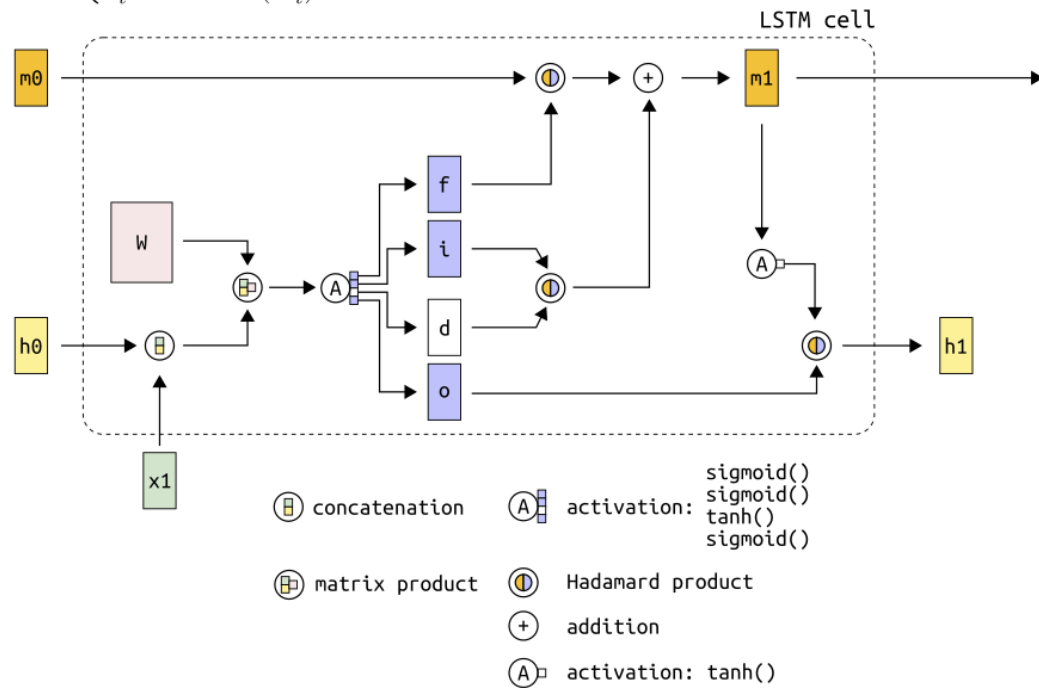 LSTM cell
m0
m1
f
W
i
A
A
h0
d
h1
o
x1
concatenation
activation:
sigmoid()
sigmoid()
tanh()
sigmoid()
A
matrix product
Hadamard product
+
addition
A
activation: tanh()
+